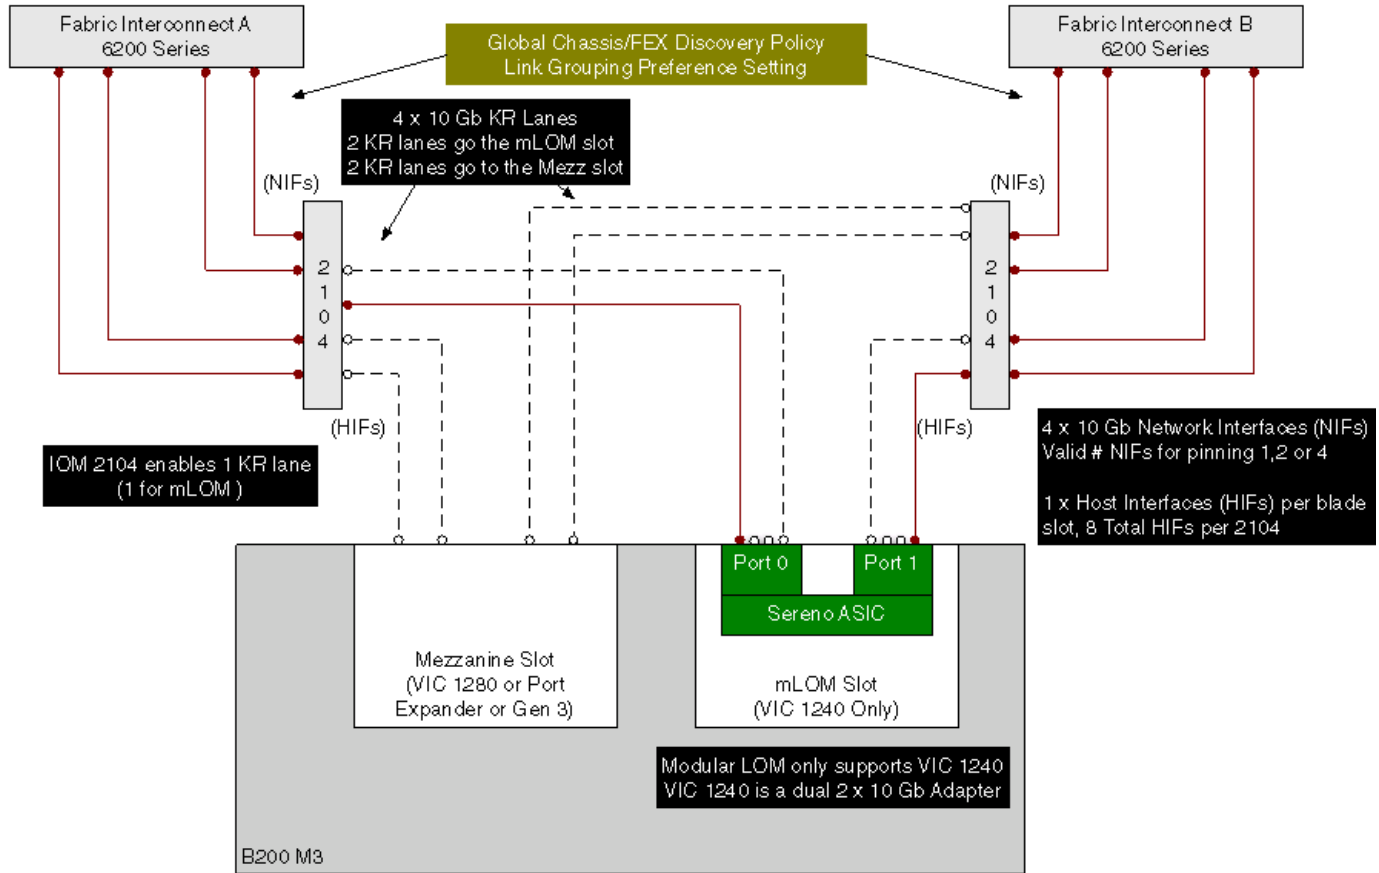 Fabric Interconnect A
6200 Series
Global Chassis/FEX Discovery Policy
Link Grouping Preference Setting
Fabric Interconnect B
6200 Series
4 x 10 Gb KR Lanes
2 KR lanes go the mLOM slot
2 KR lanes go to the Mezz slot
(NIFs)
(NIFs)
2
1
0
4
2
1
0
4
(HIFs)
(HIFs)
IOM 2104 enables 1 KR lane
(1 for mLOM )
4 x 10 Gb Network Interfaces (NIFs)
Valid # NIFs for pinning 1,2 or 4
1 x Host Interfaces (HIFs) per blade
slot, 8 Total HIFs per 2104
Port 0
Port 1
Sereno ASIC
Mezzanine Slot
(VIC 1280 or Port
Expander or Gen 3)
mLOM Slot
(VIC 1240 Only)
Modular LOM only supports VIC 1240
VIC 1240 is a dual 2 x 10 Gb Adapter
B200 M3